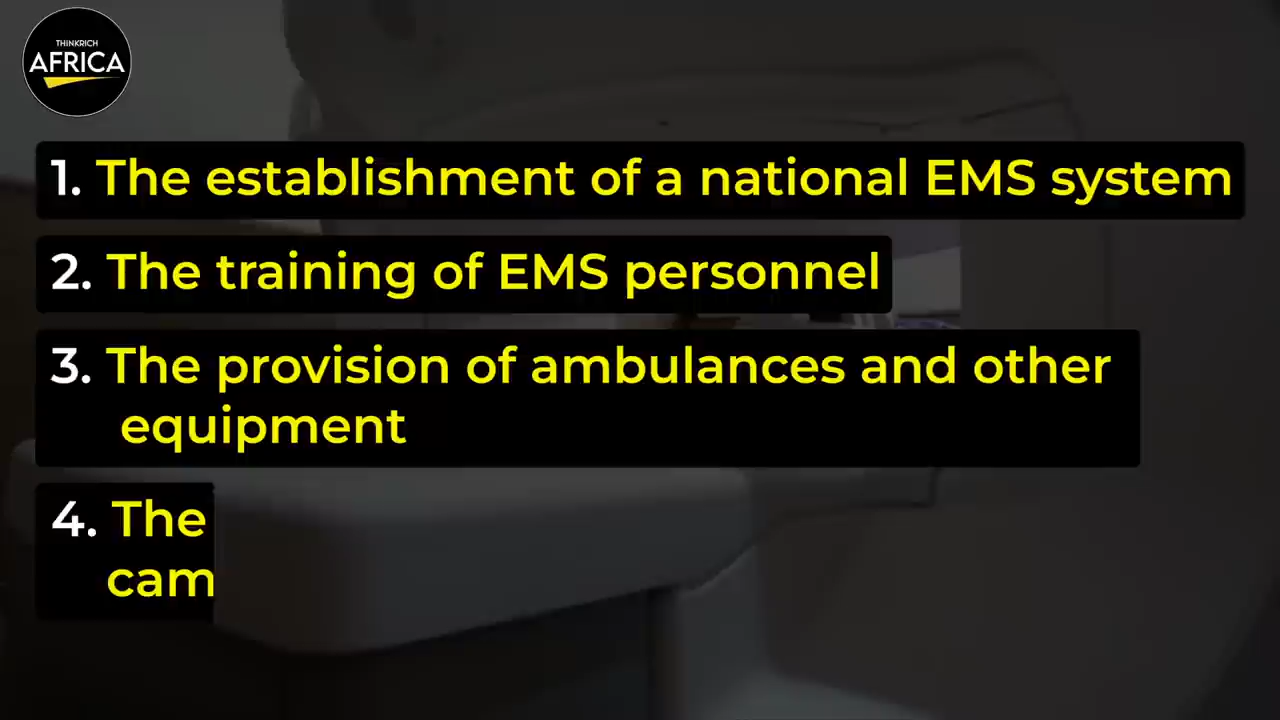 THINKRICH
AFRICA
1. The establishment of a national EMS system
2. The training of EMS personnel
3. The provision of ambulances and other
equipment
4. The
cam